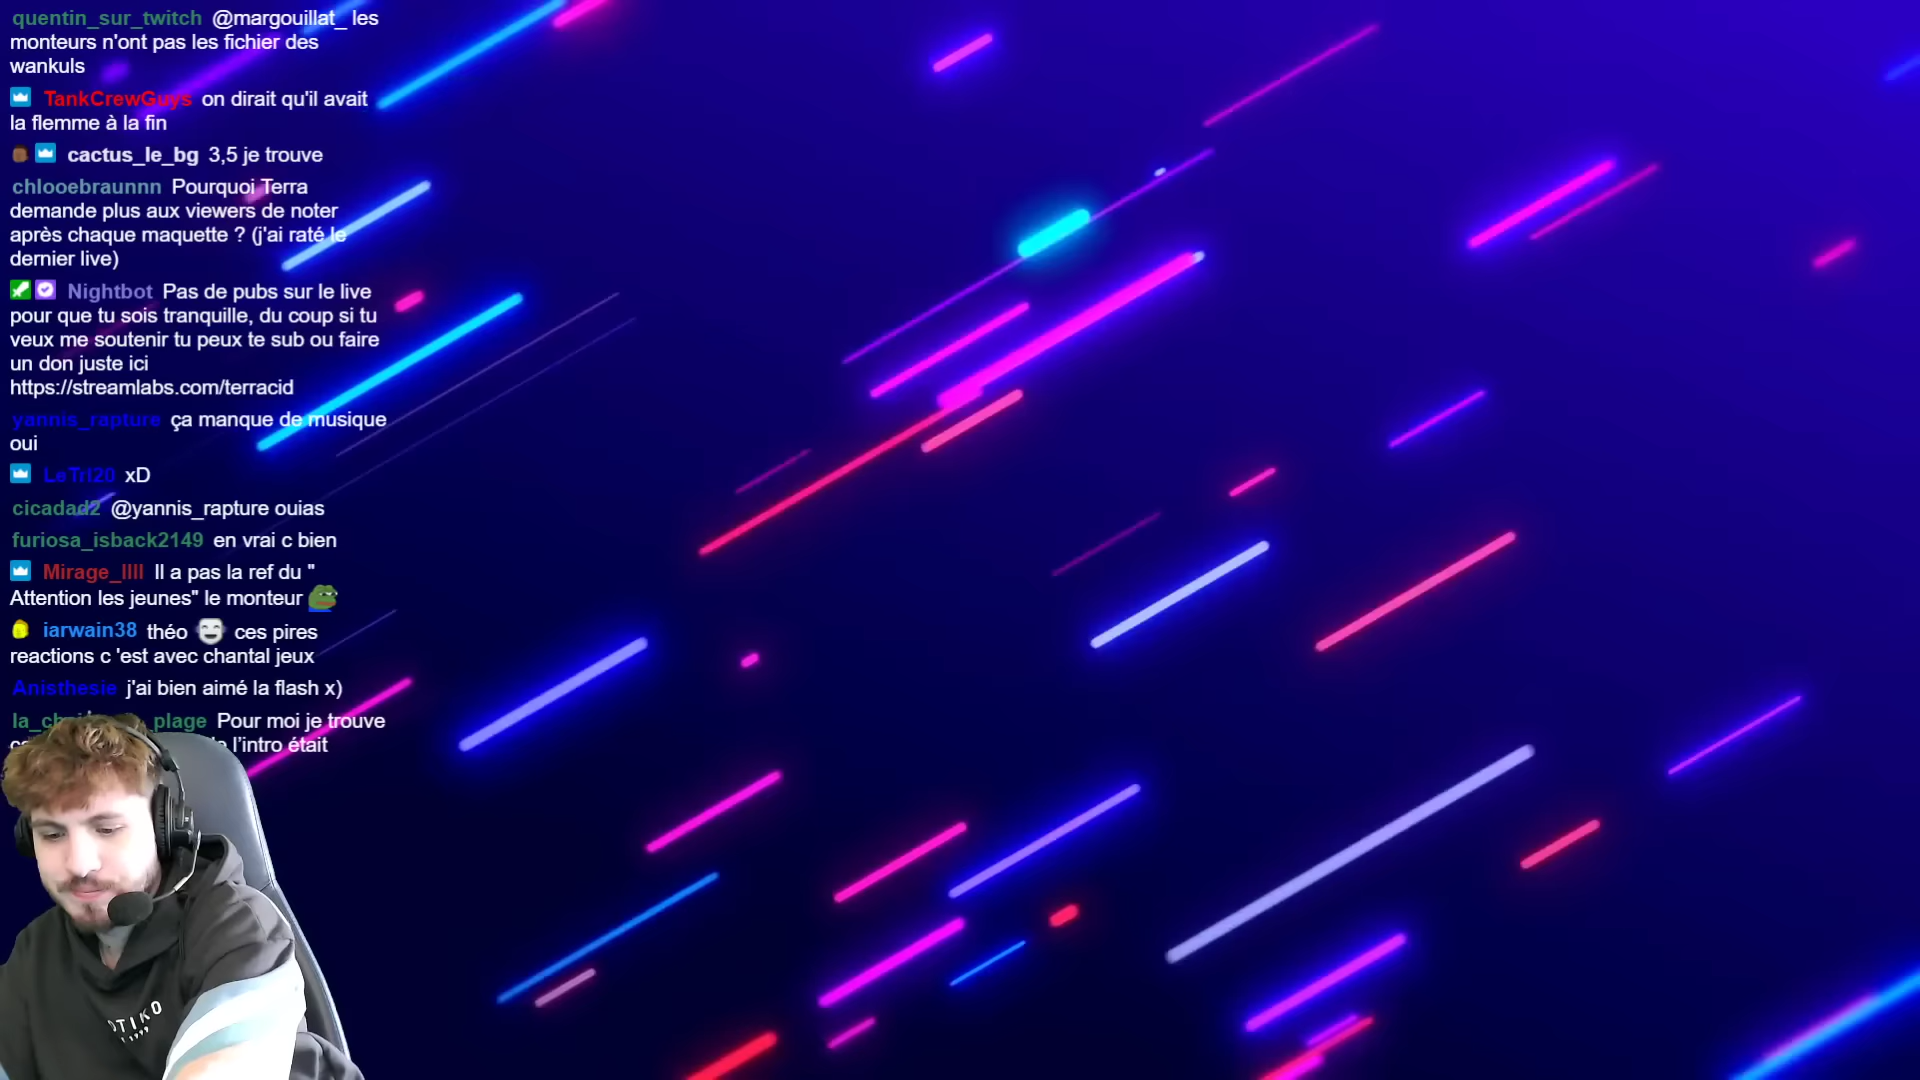 quentin_sur_twitch @margouillat_ les
monteurs n'ont pas les fichier des
wankuls
TankCrewGuys on dirait qu'il avait
la flemme à la fin
cactus_le_bg 3,5 je trouve
chlooebraunnn Pourquoi Terra
demande plus aux viewers de noter
après chaque maquette ? (j'ai raté le
dernier live)
Nightbot Pas de pubs sur le live
pour que tu sois tranquille, du coup si tu
veux me soutenir tu peux te sub ou faire
un don juste ici
https://streamlabs.com/terracid
yannis_rapture ça manque de musique
oui
LeTrI20 xD
cicadad2 @yannis_rapture ouias
furiosa_isback2149 en vrai c bien
Mirage_llll Il a pas la ref du "
Attention les jeunes" le monteur
iarwain38 théo ces pires
reactions c 'est avec chantal jeux
Anisthesie j'ai bien aimé la flash x)
plage Pour moi je trouve
l'intro était